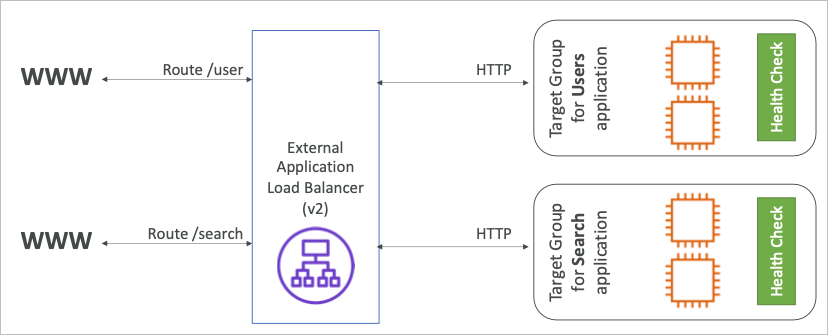 WWW
Route /user
HTTP
Target Group
for Users
application
Health Check
External
Application
Load Balancer
(v2)
WWW
Route /search
HTTP
Target Group
for Search
application
Health Check